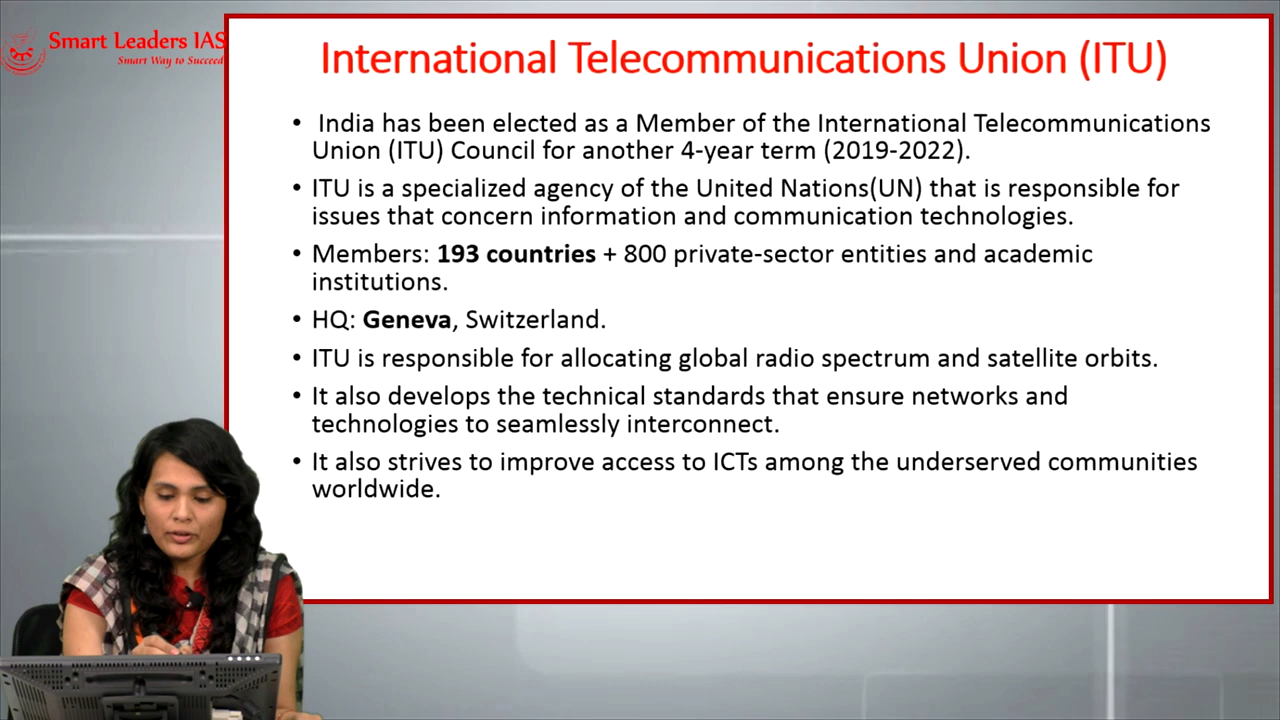 Smart Leaders IAS
Smart Way to Succeed
International Telecommunications Union (ITU)
• India has been elected as a Member of the International Telecommunications
Union (ITU) Council for another 4-year term (2019-2022).
• ITU is a specialized agency of the United Nations(UN) that is responsible for
issues that concern information and communication technologies.
• Members: 193 countries + 800 private-sector entities and academic
institutions.
• HQ: Geneva, Switzerland.
• ITU is responsible for allocating global radio spectrum and satellite orbits.
• It also develops the technical standards that ensure networks and
technologies to seamlessly interconnect.
• It also strives to improve access to ICTs among the underserved communities
worldwide.